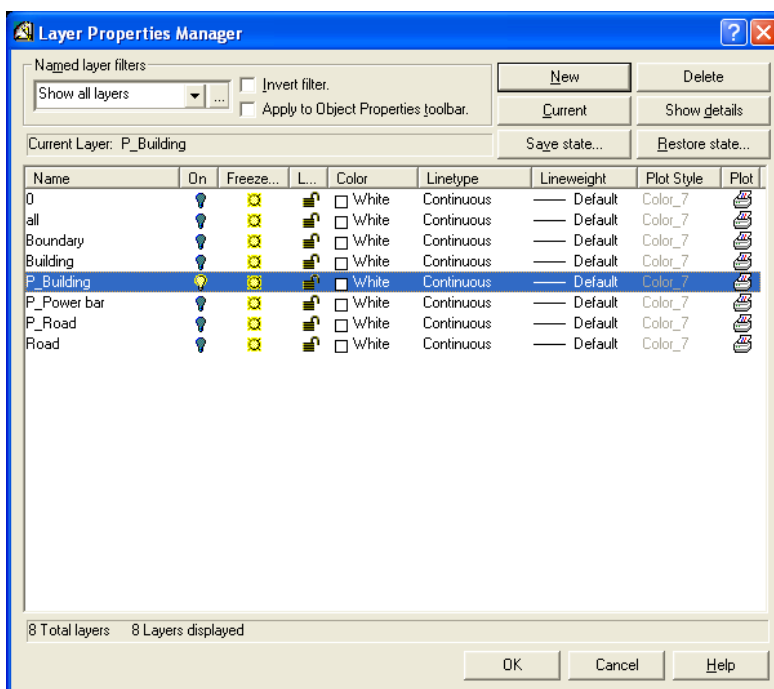 Layer Properties Manager
Named layer filters
Show all layers
...
Invert filter.
Apply to Object Properties toolbar.
New
Delete
Current
Show details
Current Layer: P_Building
Save state...
Restore state...
Name On Freeze... L... Color Linetype Lineweight Plot Style Plot
0 White Continuous Default Color_7
all White Continuous Default Color_7
Boundary White Continuous Default Color_7
Building White Continuous Default Color_7
P_Building White Continuous Default Color_7
P_Power bar White Continuous Default Color_7
P_Road White Continuous Default Color_7
Road White Continuous Default Color_7
8 Total layers 8 Layers displayed
OK
Cancel
Help